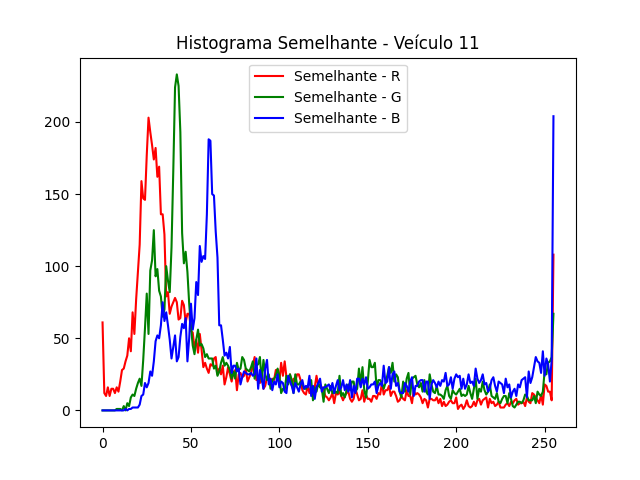 Histograma Semelhante - Veículo 11
Semelhante - R
Semelhante - G
Semelhante - B
200
150
100
50
0
0 50 100 150 200 250